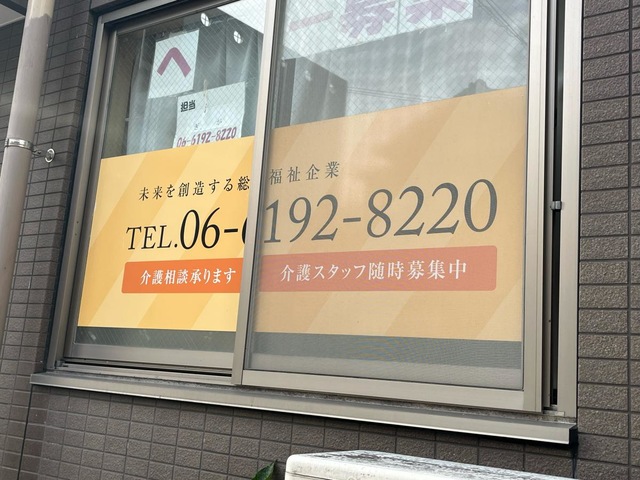 ヘ
募集
担当
06-6192-8220
未来を創造する総福祉企業
TEL.06-6192-8220
介護相談承ります
介護スタッフ随時募集中